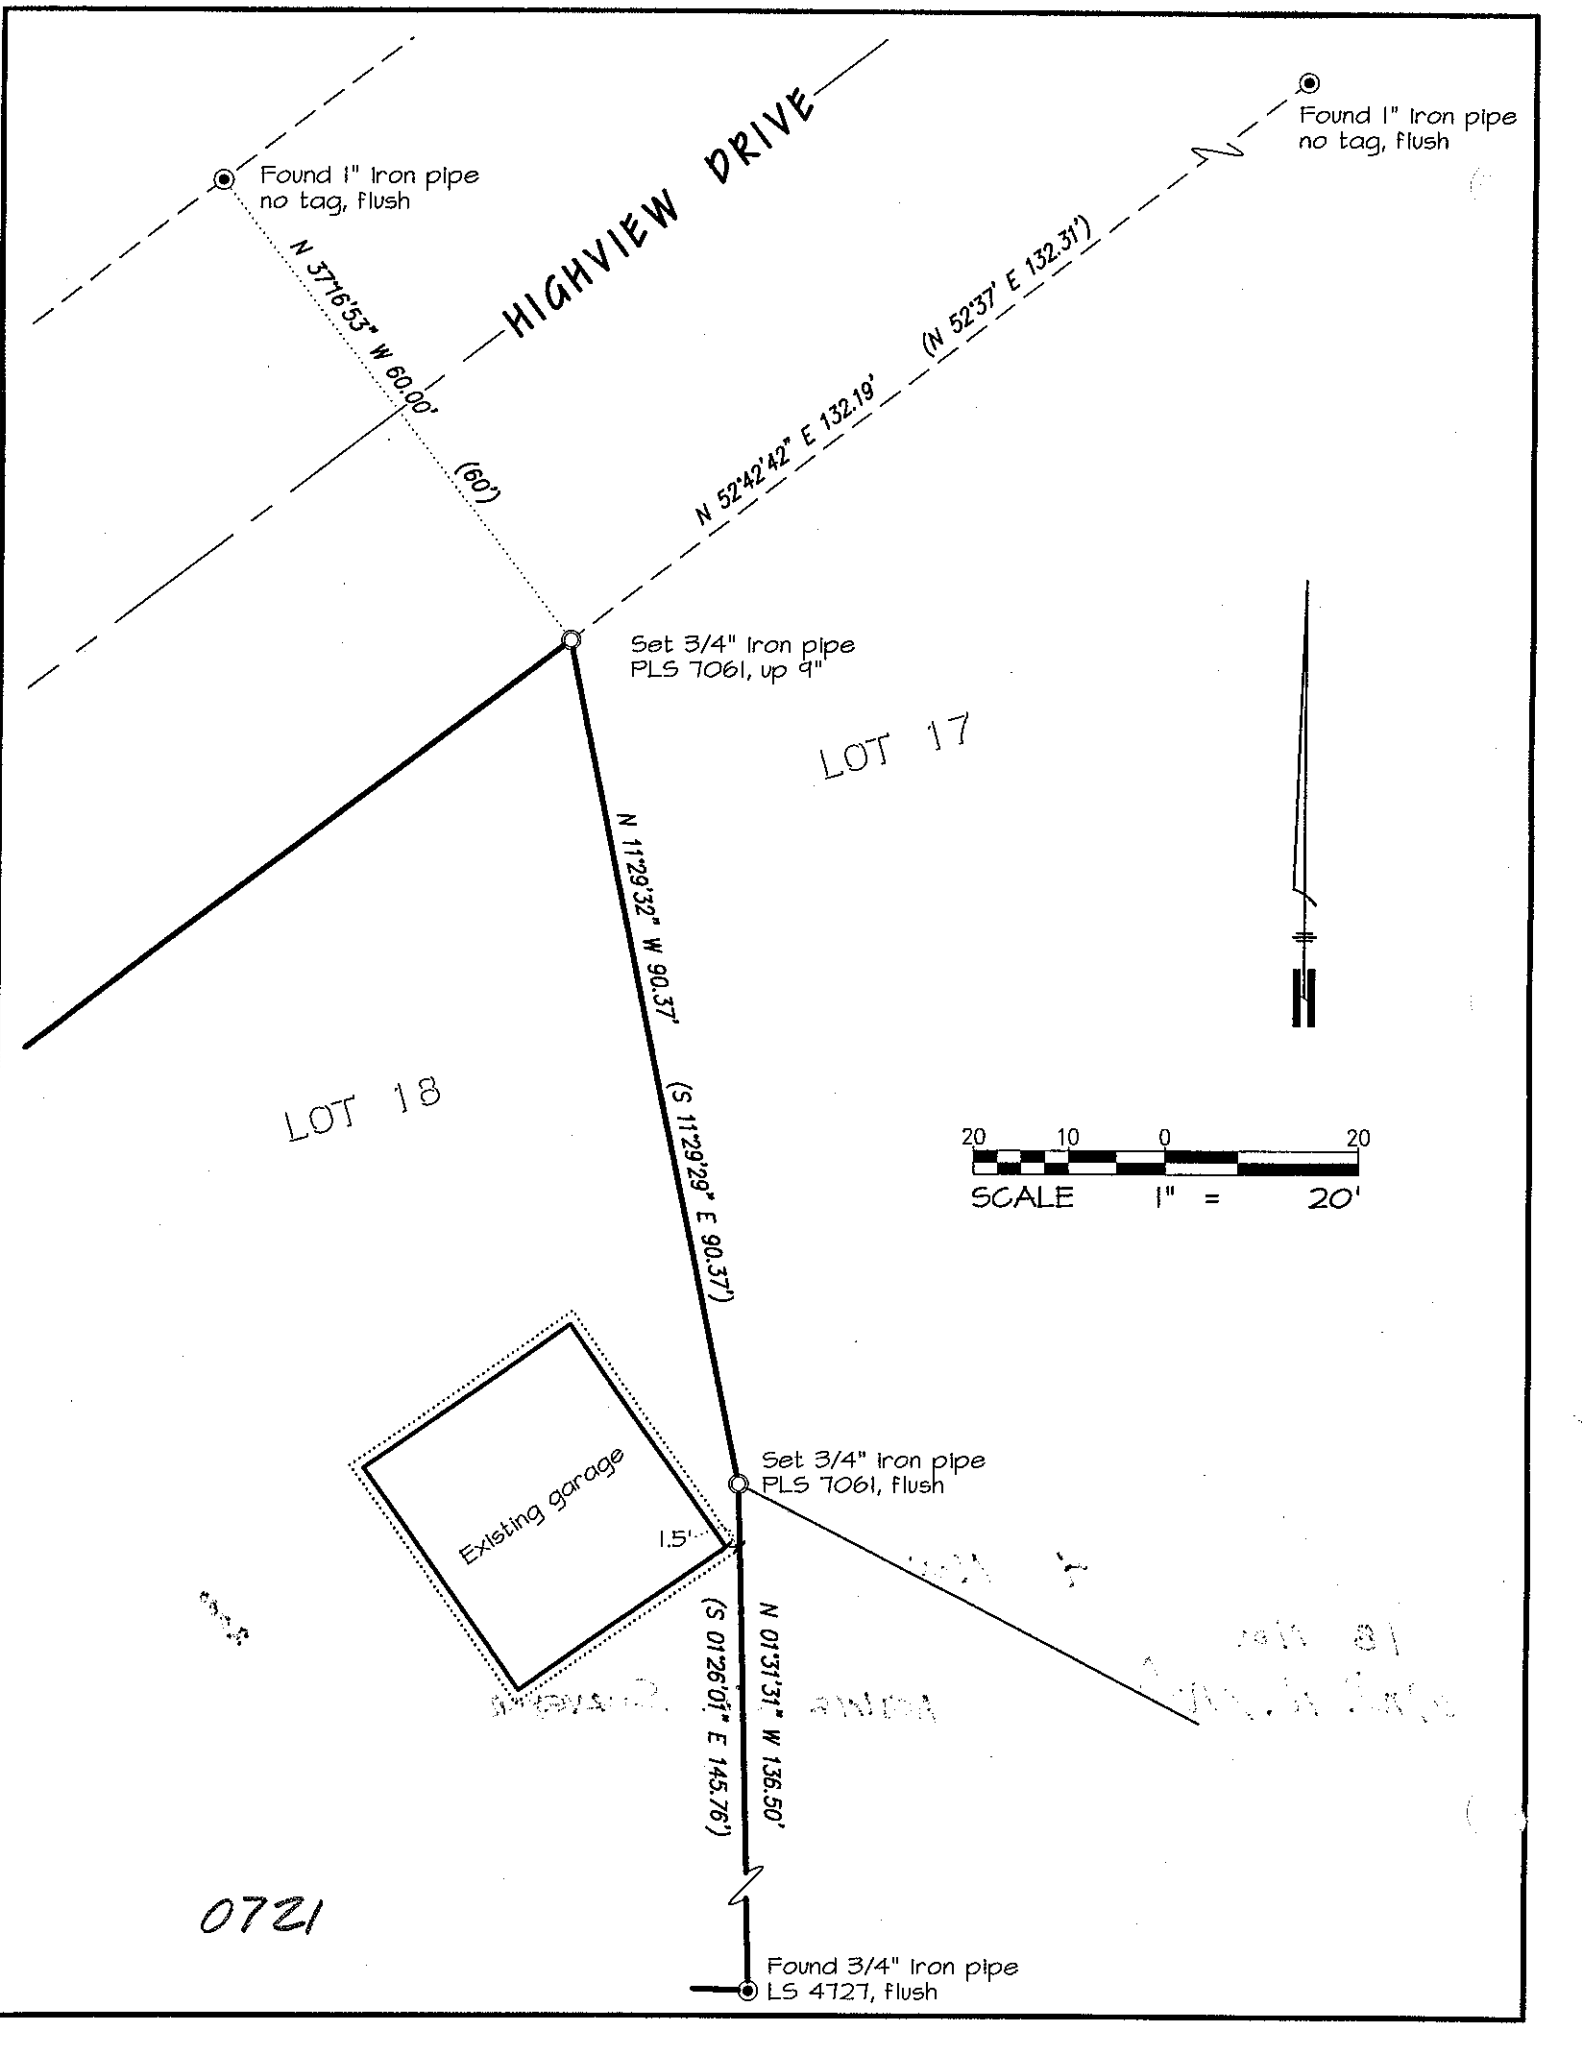 Found 1" iron pipe
no tag, flush
Found 1" iron pipe
no tag, flush
HIGHVIEW DRIVE
N 37°16'53" W 60.00'
(60')
(N 52°37' E 132.31')
N 52°42'42" E 132.19'
Set 3/4" iron pipe
PLS 7061, up 9"
LOT 17
N 11°29'32" W 90.37'
(S 11°29'29" E 90.37')
LOT 18
20 10 0 20
SCALE 1" = 20'
Existing garage
1.5'
Set 3/4" iron pipe
PLS 7061, flush
N 01°31'31" W 136.50'
(S 01°26'01" E 145.76')
0721
Found 3/4" iron pipe
LS 4727, flush